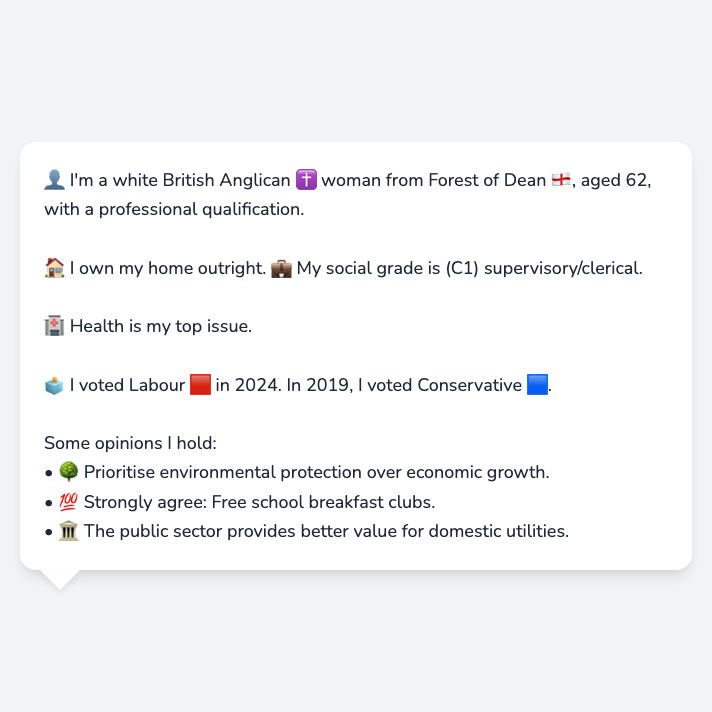 👤 I'm a white British Anglican ✝️ woman from Forest of Dean 🏴󠁧󠁢󠁥󠁮󠁧󠁿, aged 62,
with a professional qualification.
🏠 I own my home outright. 💼 My social grade is (C1) supervisory/clerical.
🏥 Health is my top issue.
🗳️ I voted Labour 🟥 in 2024. In 2019, I voted Conservative 🟦.
Some opinions I hold:
• 🌳 Prioritise environmental protection over economic growth.
• 💯 Strongly agree: Free school breakfast clubs.
• 🏛️ The public sector provides better value for domestic utilities.